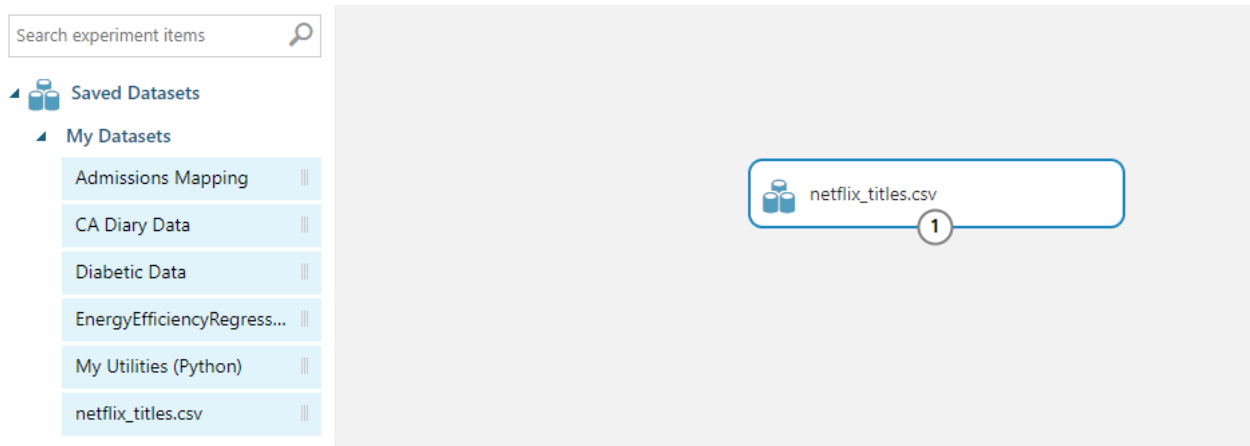 Search experiment items
Saved Datasets
My Datasets
Admissions Mapping
CA Diary Data
Diabetic Data
EnergyEfficiencyRegress...
My Utilities (Python)
netflix_titles.csv
netflix_titles.csv
1